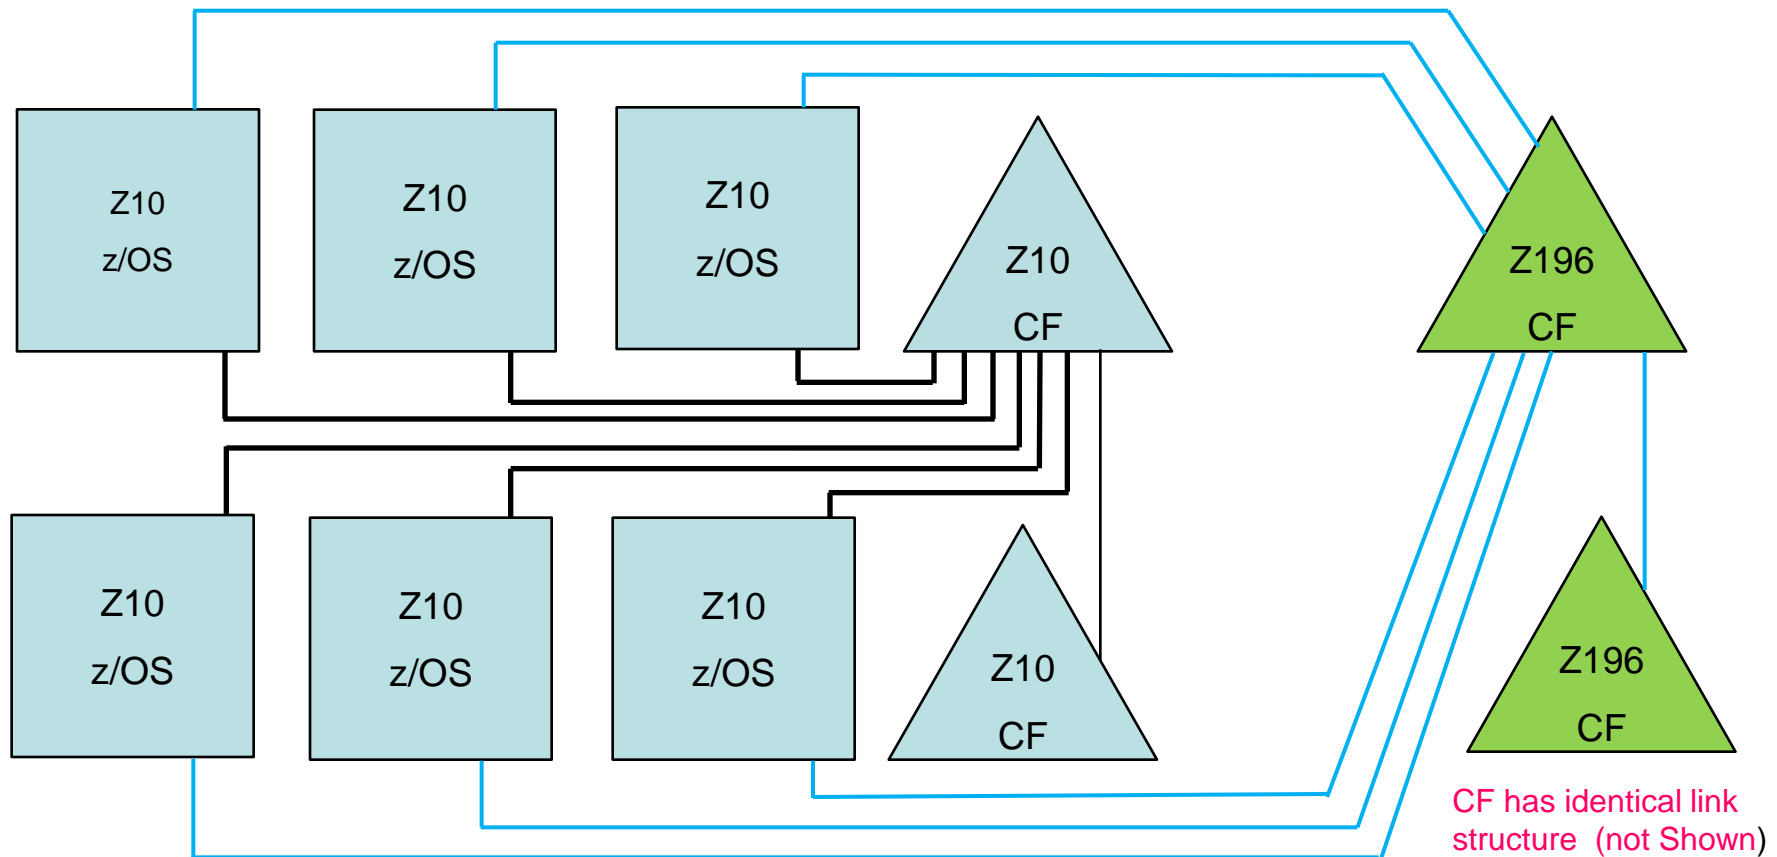 Z10
z/OS
Z10
z/OS
Z10
z/OS
Z10
CF
Z196
CF
Z10
z/OS
Z10
z/OS
Z10
z/OS
Z10
CF
Z196
CF
CF has identical link
structure (not Shown)